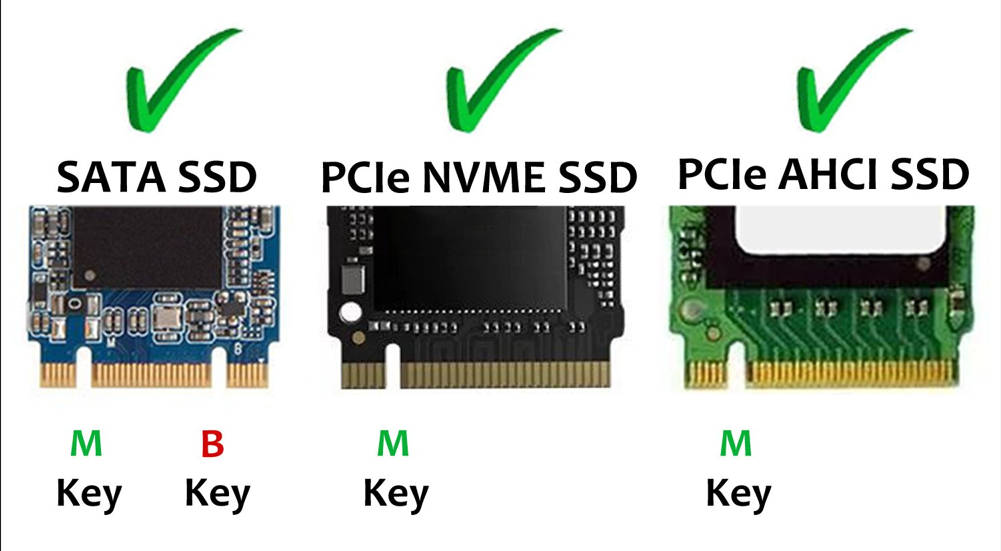 SATA SSD
PCIe NVME SSD
PCIe AHCI SSD
M
B
M
M
Key
Key
Key
Key